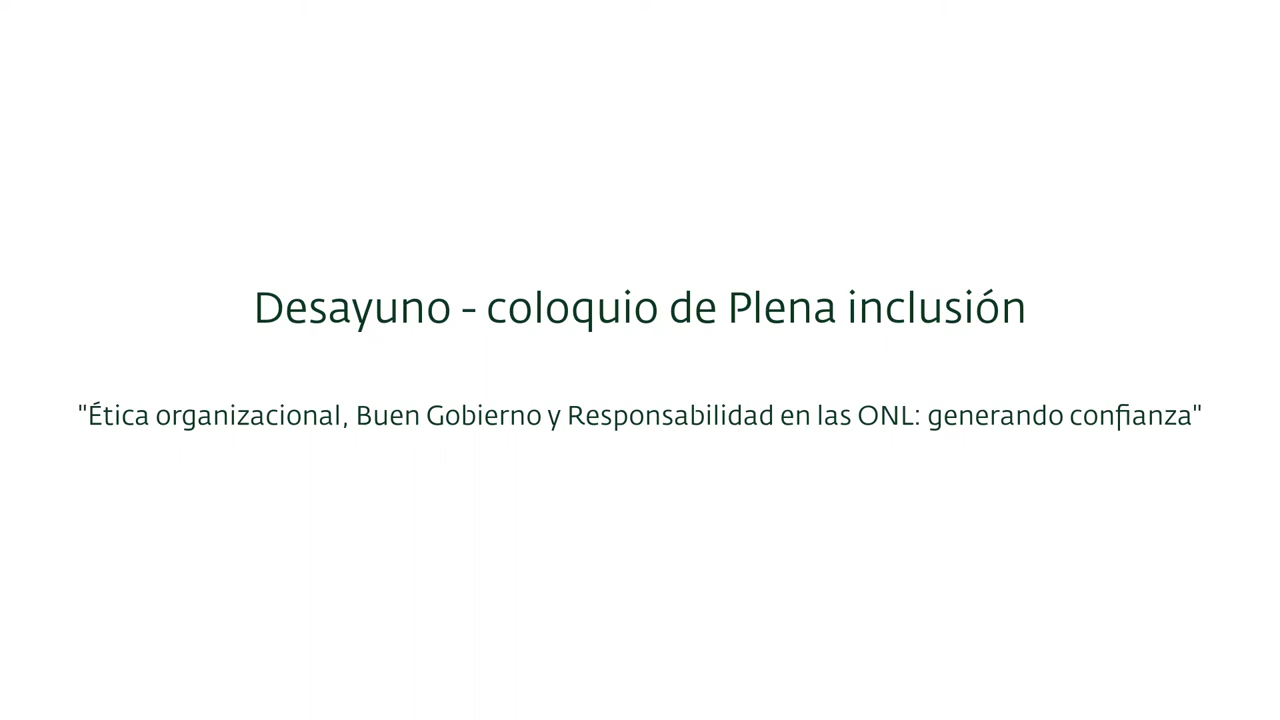 Desayuno - coloquio de Plena inclusión
"Ética organizacional, Buen Gobierno y Responsabilidad en las ONL: generando confianza"